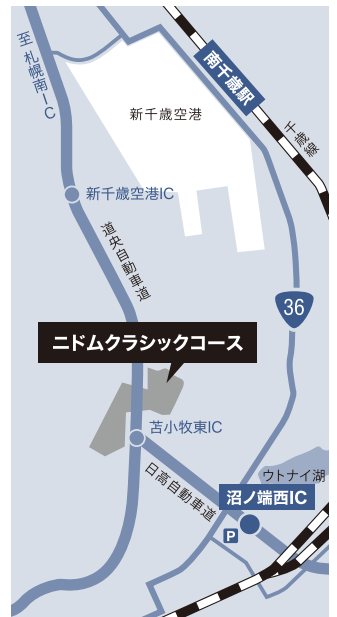 至 札幌南IC
南千歳駅
新千歳空港
千歳線
新千歳空港IC
道央自動車道
36
ニドムクラシックコース
苫小牧東IC
日高自動車道
ウトナイ湖
沼ノ端西IC
P